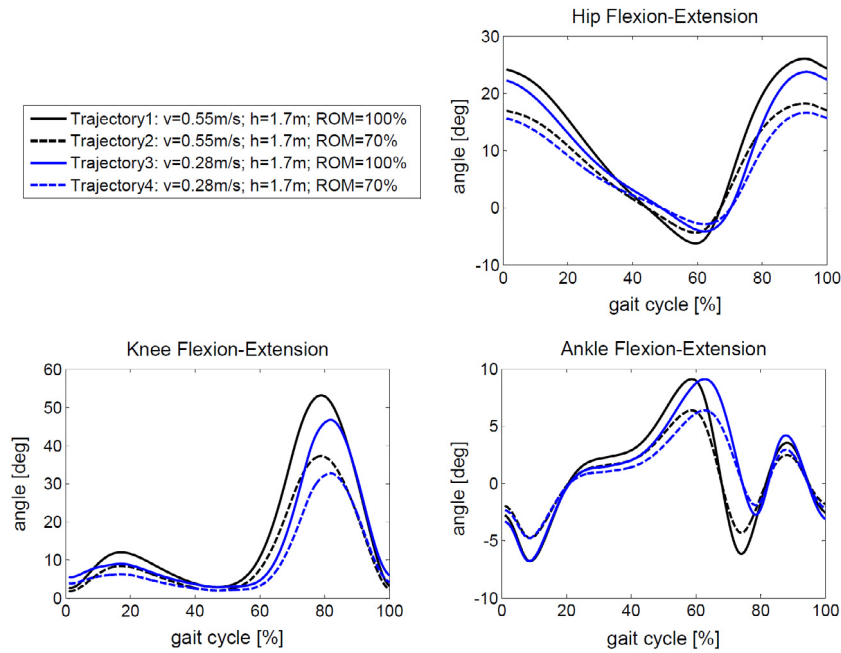 Hip Flexion-Extension
Trajectory1: v=0.55m/s; h=1.7m; ROM=100%
Trajectory2: v=0.55m/s; h=1.7m; ROM=70%
Trajectory3: v=0.28m/s; h=1.7m; ROM=100%
Trajectory4: v=0.28m/s; h=1.7m; ROM=70%
angle [deg]
30
20
10
0
-10
0 20 40 60 80 100
gait cycle [%]
Knee Flexion-Extension
angle [deg]
60
50
40
30
20
10
0
0 20 40 60 80 100
gait cycle [%]
Ankle Flexion-Extension
angle [deg]
10
5
0
-5
-10
0 20 40 60 80 100
gait cycle [%]